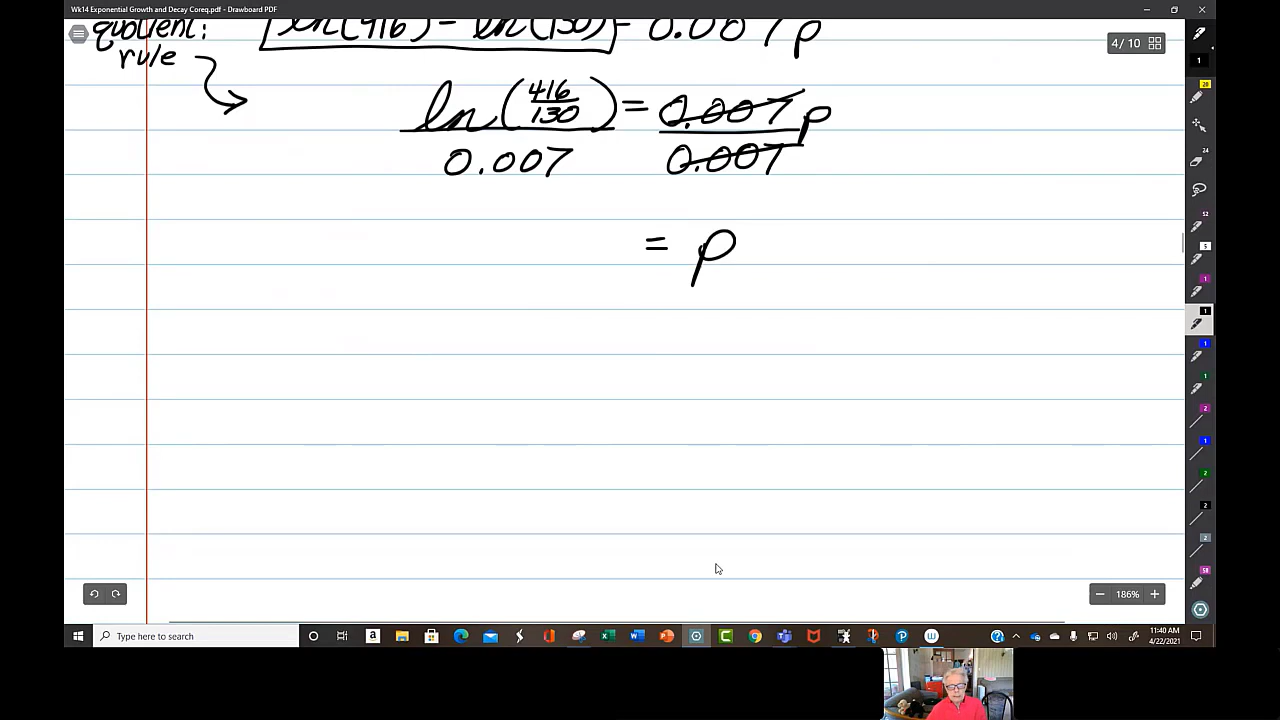 Wk14 Exponential Growth and Decay Coreq.pdf - Drawboard PDF
quotient: ln(416) - ln(130) = 0.007p
rule
4 / 10
ln(416/130) = 0.007p
0.007 0.007
= p
186%
Type here to search
11:40 AM
4/22/2021